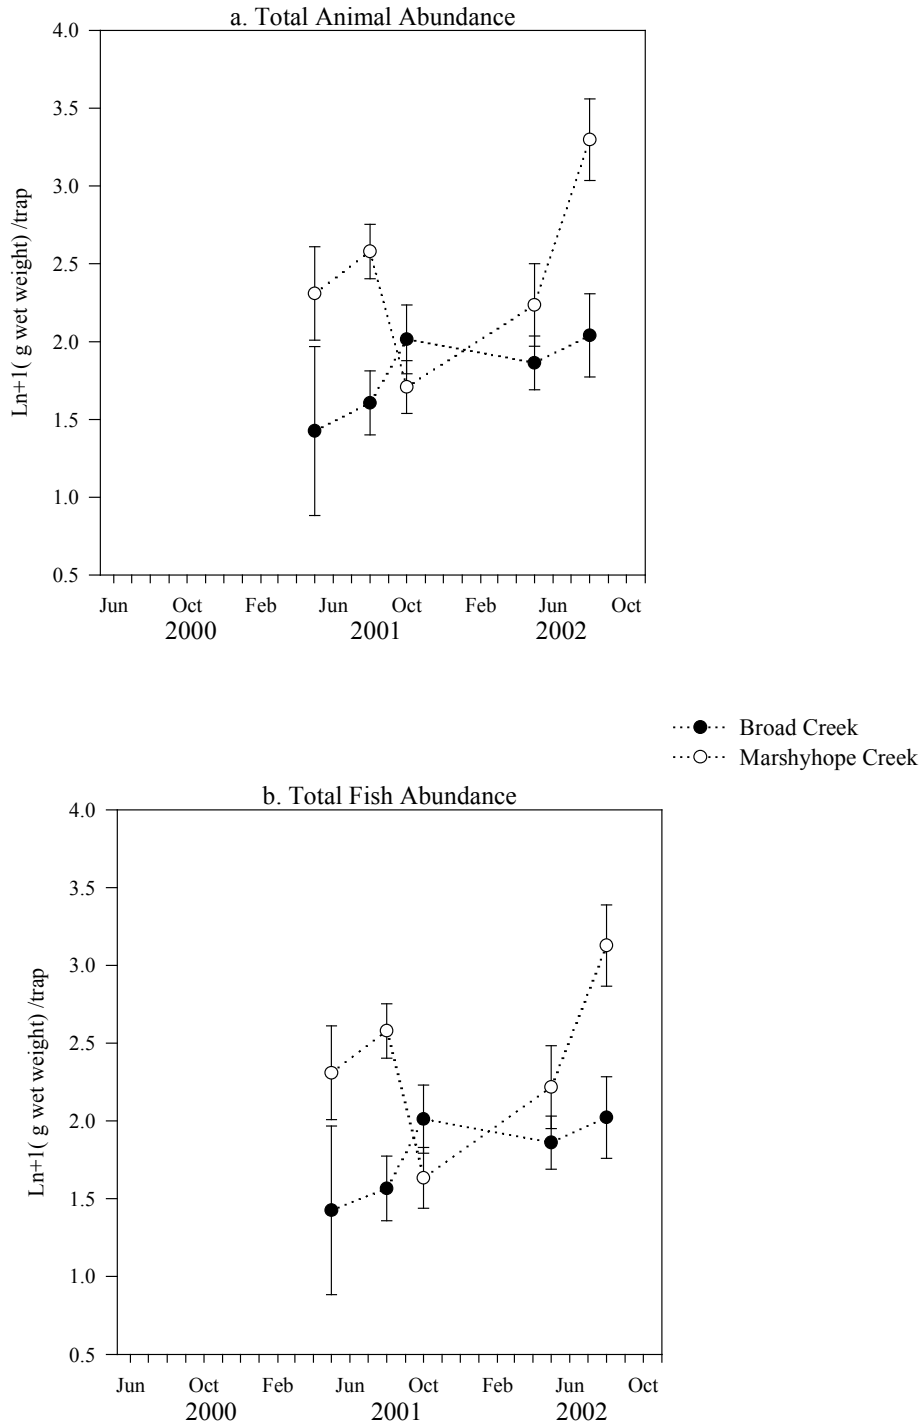 a. Total Animal Abundance
4.0
3.5
3.0
2.5
2.0
1.5
1.0
0.5
Ln+1( g wet weight) /trap
Jun Oct Feb Jun Oct Feb Jun Oct
2000 2001 2002
Broad Creek
Marshyhope Creek
b. Total Fish Abundance
4.0
3.5
3.0
2.5
2.0
1.5
1.0
0.5
Ln+1( g wet weight) /trap
Jun Oct Feb Jun Oct Feb Jun Oct
2000 2001 2002